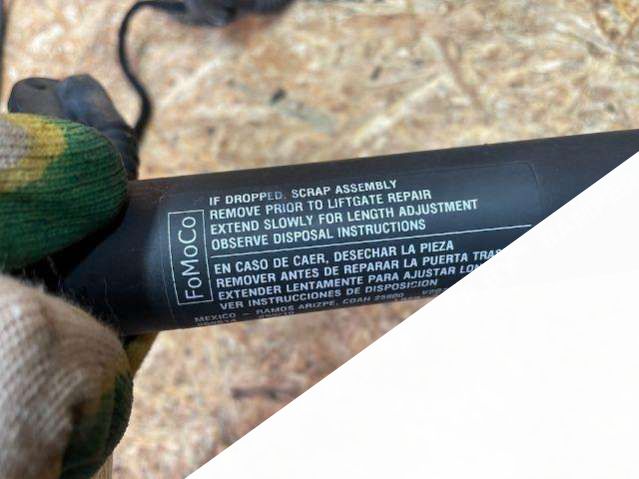 FoMoCo
IF DROPPED, SCRAP ASSEMBLY
REMOVE PRIOR TO LIFTGATE REPAIR
EXTEND SLOWLY FOR LENGTH ADJUSTMENT
OBSERVE DISPOSAL INSTRUCTIONS
EN CASO DE CAER, DESECHAR LA PIEZA
REMOVER ANTES DE REPARAR LA PUERTA
EXTENDER LENTAMENTE PARA AJUSTAR
VER INSTRUCCIONES DE DISPOSICION
MEXICO - RAMOS ARIZPE, COAH 25900